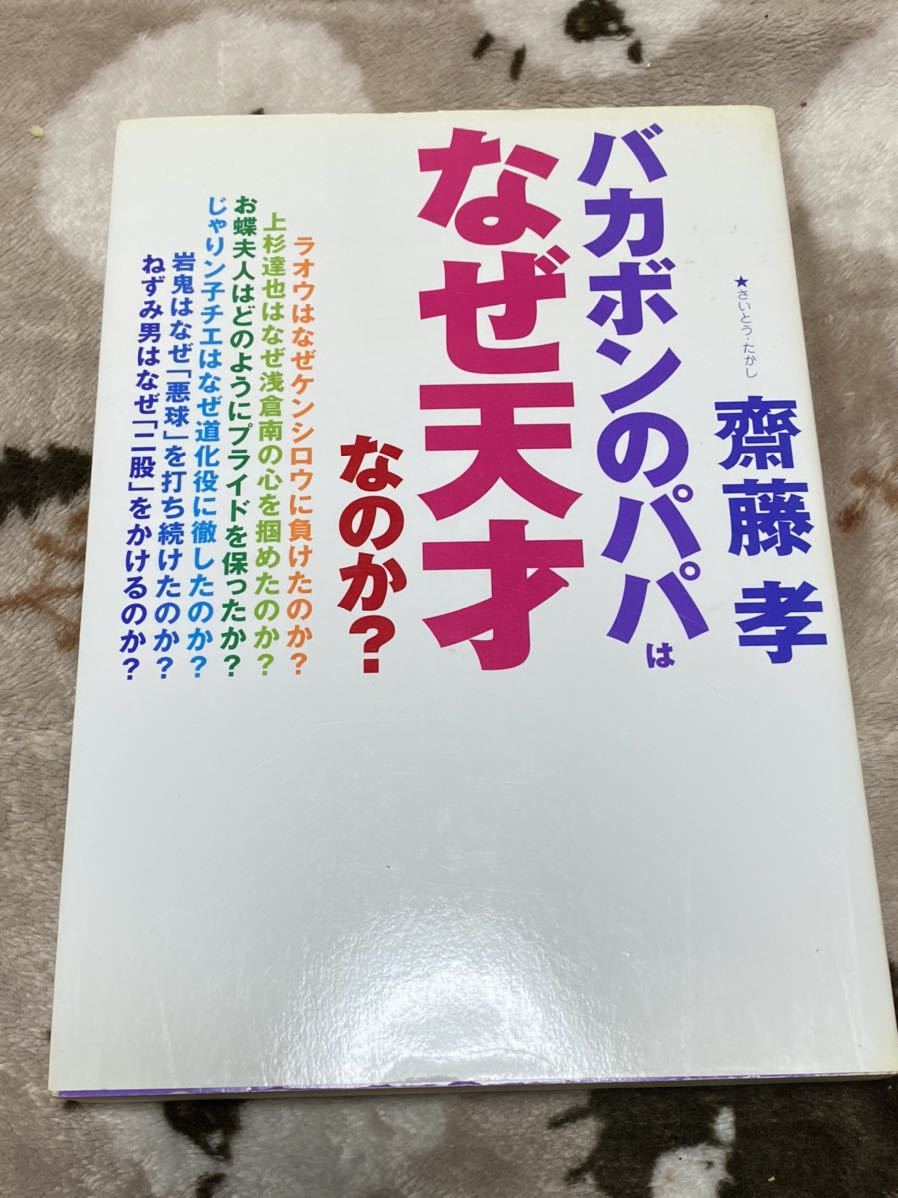 ★さいとう・たかし
齋藤 孝
バカボンのパパは
なぜ天才
なのか?
ラオウはなぜケンシロウに負けたのか?
上杉達也はなぜ浅倉南の心を掴めたのか?
お蝶夫人はどのようにプライドを保ったか?
じゃりン子チエはなぜ道化役に徹したのか?
岩鬼はなぜ「悪球」を打ち続けたのか?
ねずみ男はなぜ「二股」をかけるのか?